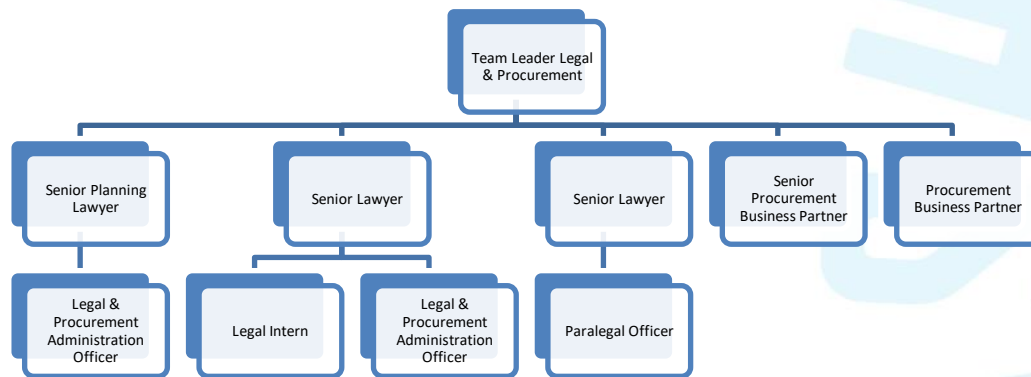 Team Leader Legal
& Procurement
Senior Planning
Lawyer
Senior Lawyer
Senior Lawyer
Senior
Procurement
Business Partner
Procurement
Business Partner
Legal &
Procurement
Administration
Officer
Legal Intern
Legal &
Procurement
Administration
Officer
Paralegal Officer